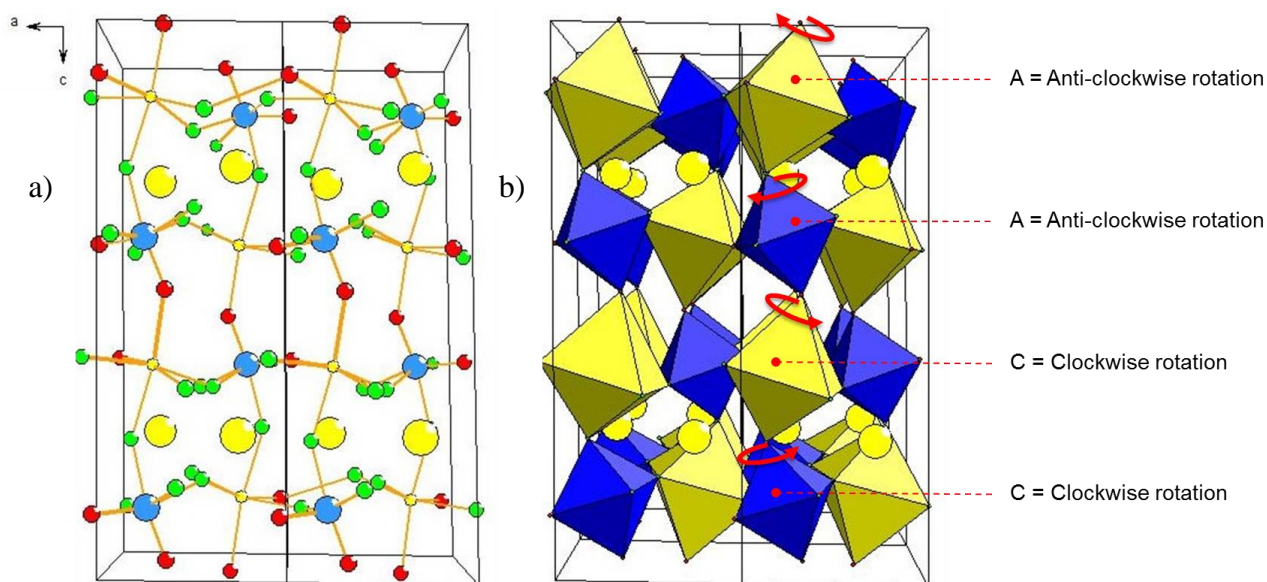 a
c
a)
b)
A = Anti-clockwise rotation
A = Anti-clockwise rotation
C = Clockwise rotation
C = Clockwise rotation